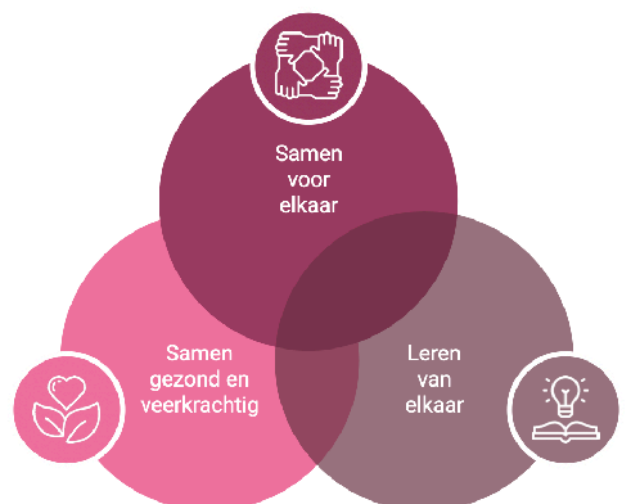 Samen
voor
elkaar
Samen
gezond en
veerkrachtig
Leren
van
elkaar